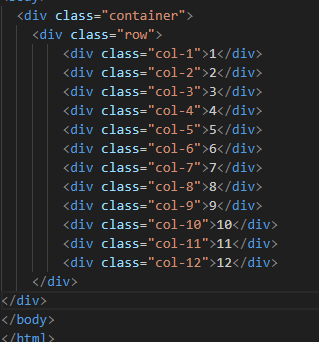 <div class="container">
<div class="row">
<div class="col-1">1</div>
<div class="col-2">2</div>
<div class="col-3">3</div>
<div class="col-4">4</div>
<div class="col-5">5</div>
<div class="col-6">6</div>
<div class="col-7">7</div>
<div class="col-8">8</div>
<div class="col-9">9</div>
<div class="col-10">10</div>
<div class="col-11">11</div>
<div class="col-12">12</div>
</div>
</div>
</body>
</html>